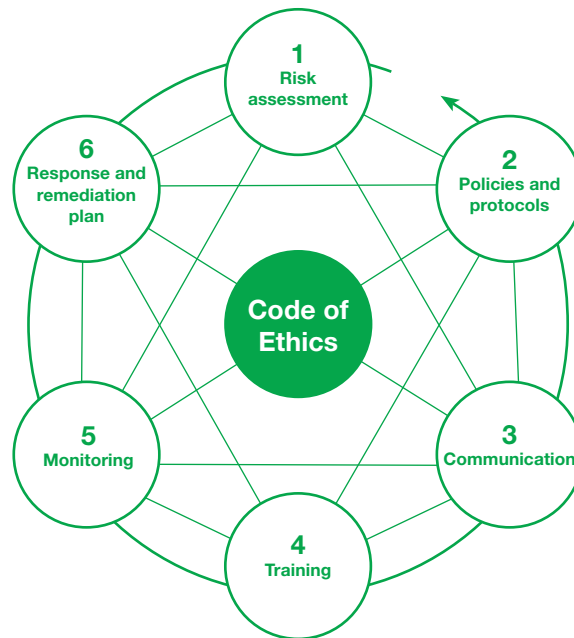 1
Risk
assessment
2
Policies and
protocols
3
Communication
4
Training
5
Monitoring
6
Response and
remediation
plan
Code of
Ethics